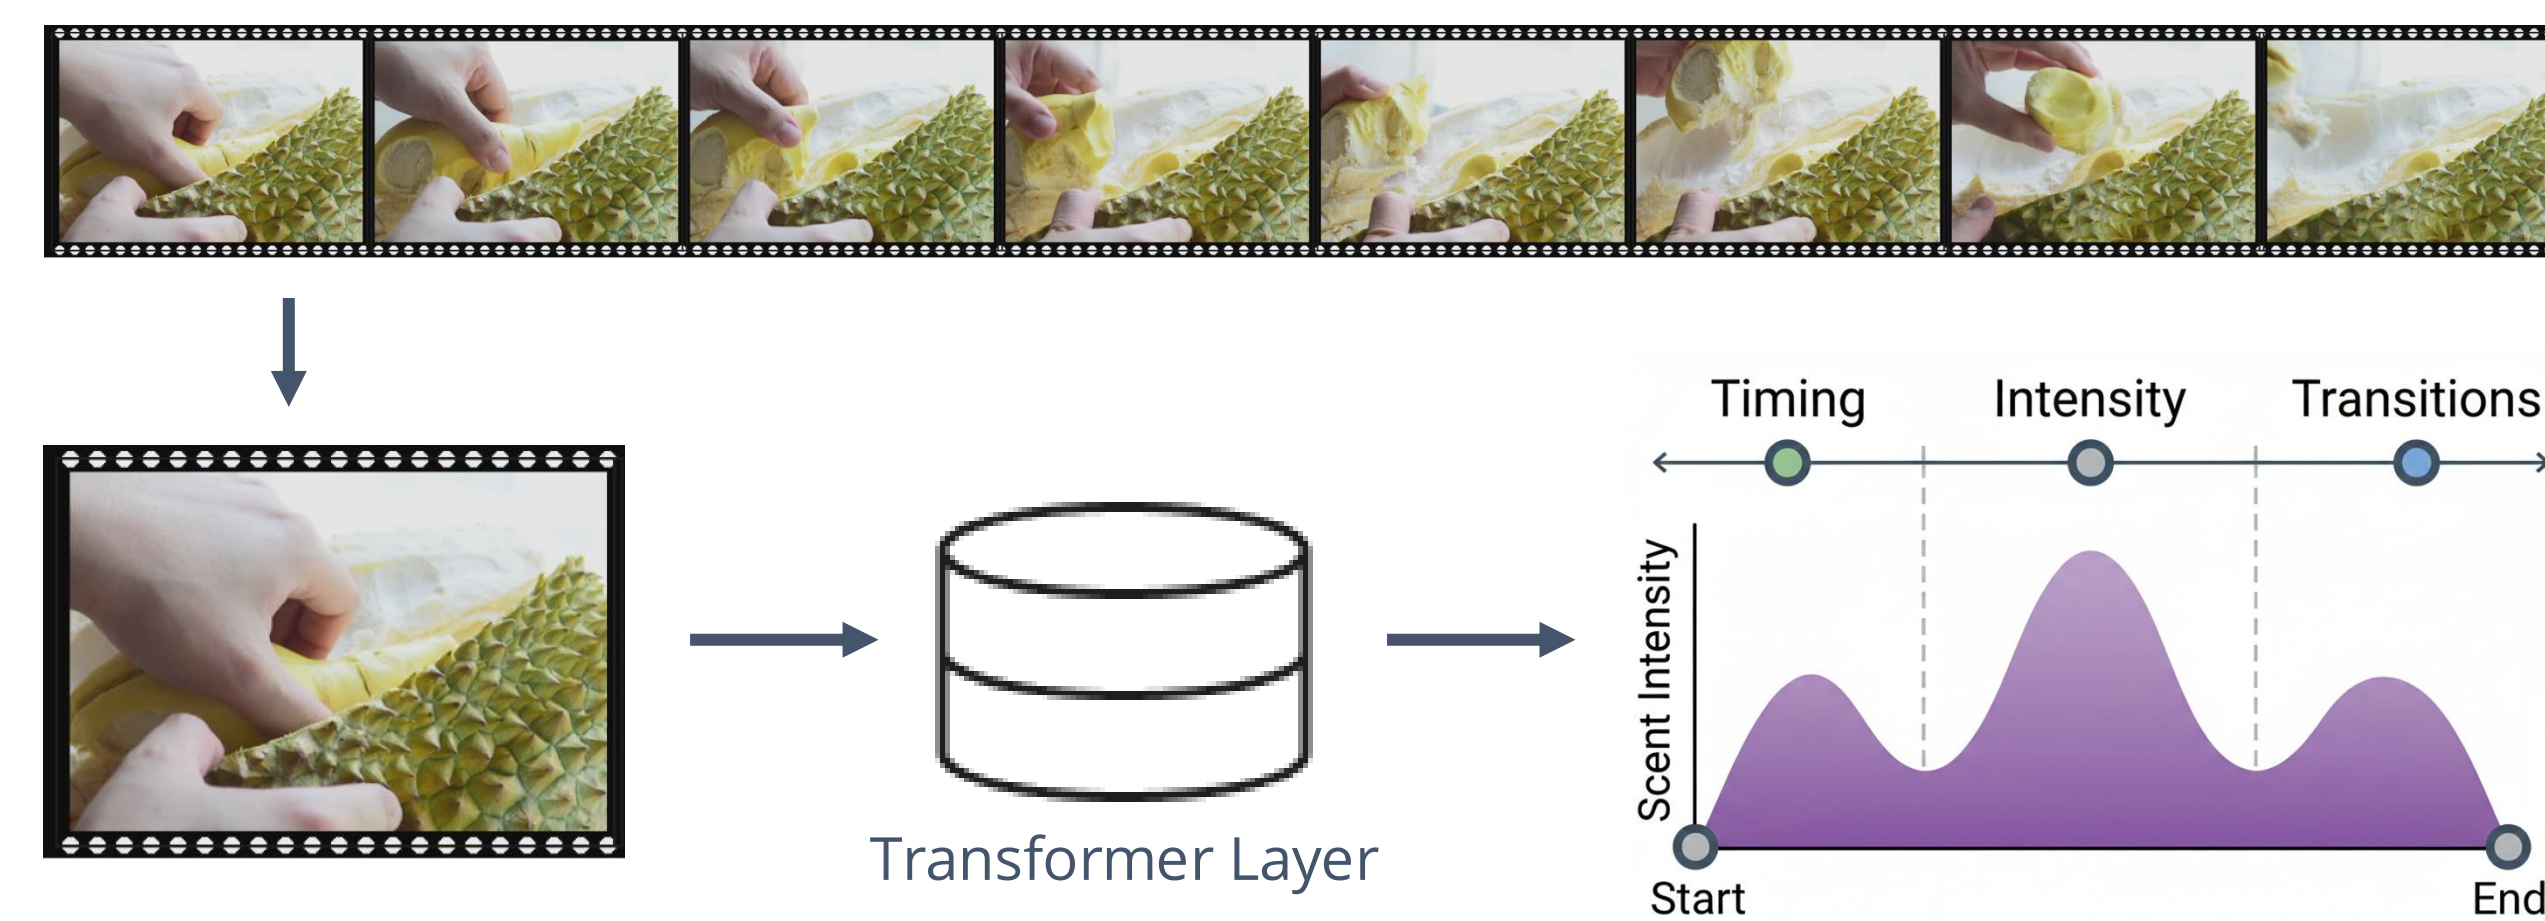 Timing
Intensity
Transitions
Scent Intensity
Transformer Layer
Start
End